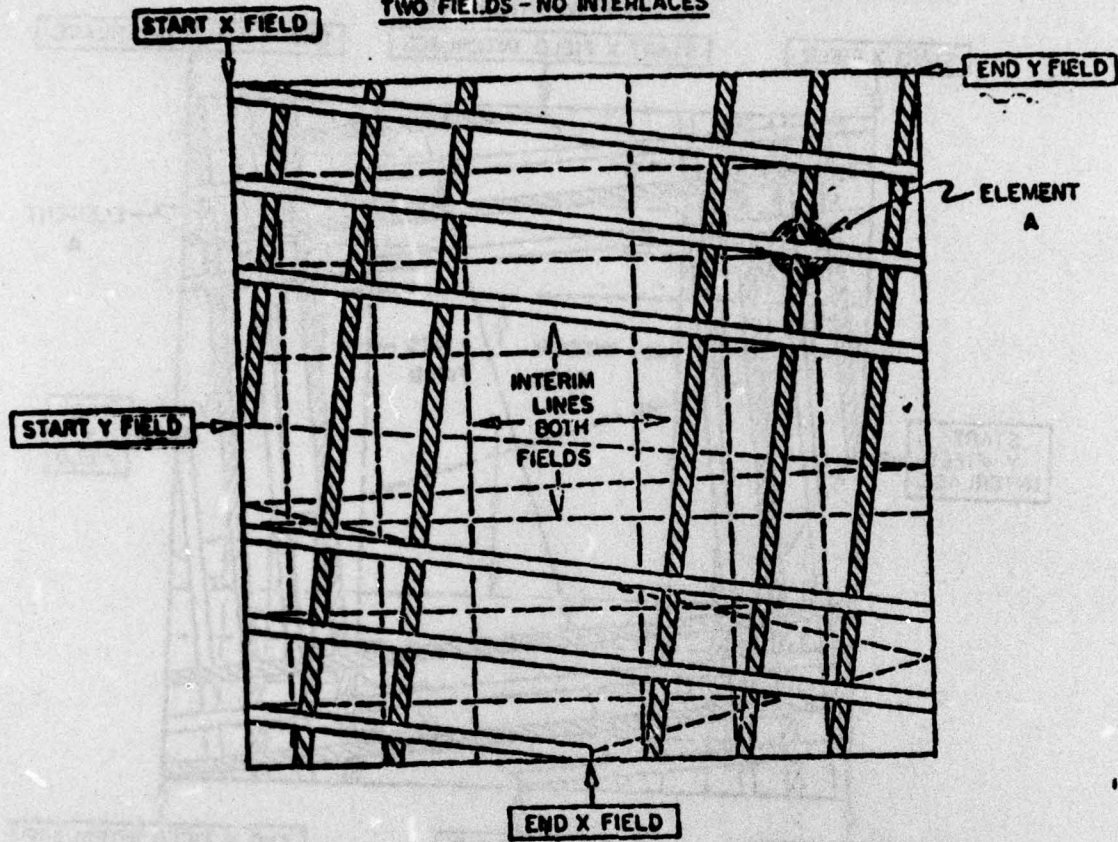 TWO FIELDS - NO INTERLACES
START X FIELD
END Y FIELD
ELEMENT
A
INTERIM
LINES
BOTH
FIELDS
START Y FIELD
END X FIELD